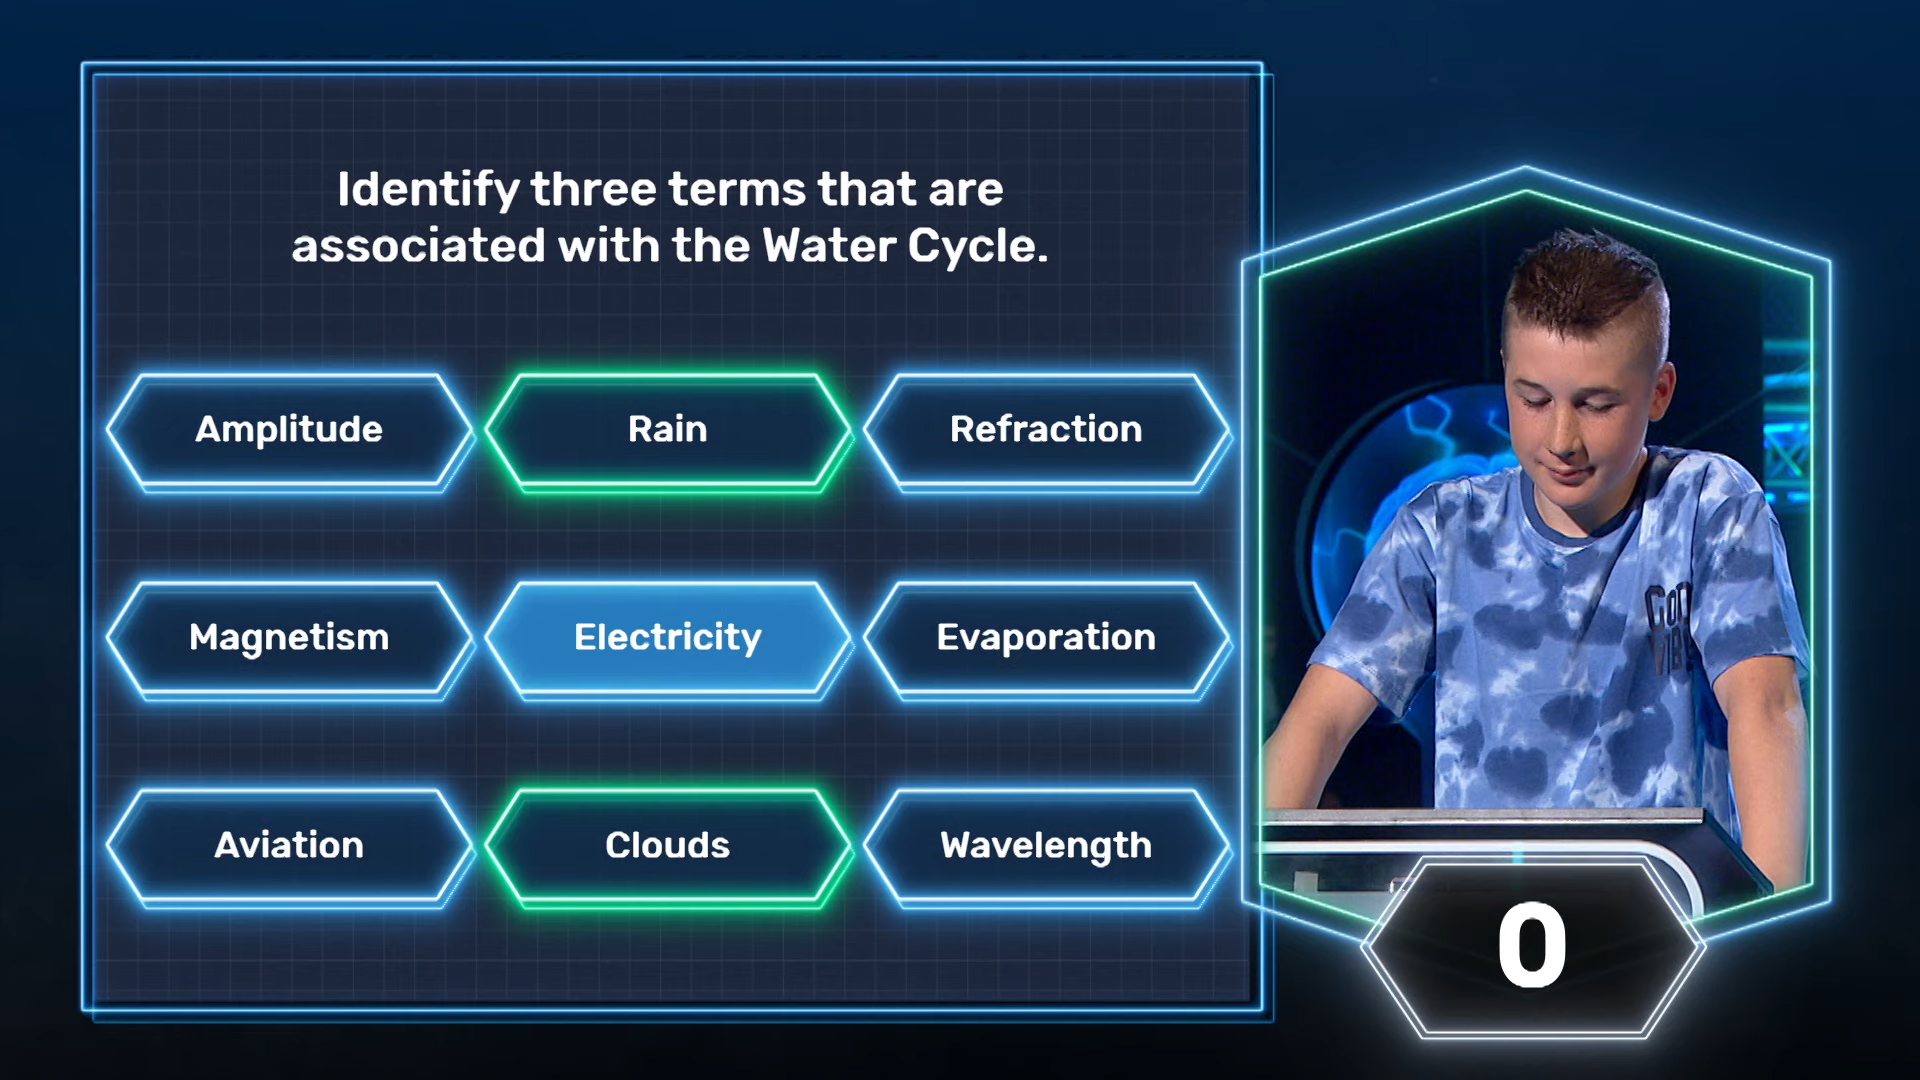 Identify three terms that are
associated with the Water Cycle.
Amplitude
Rain
Refraction
Magnetism
Electricity
Evaporation
Aviation
Clouds
Wavelength
0